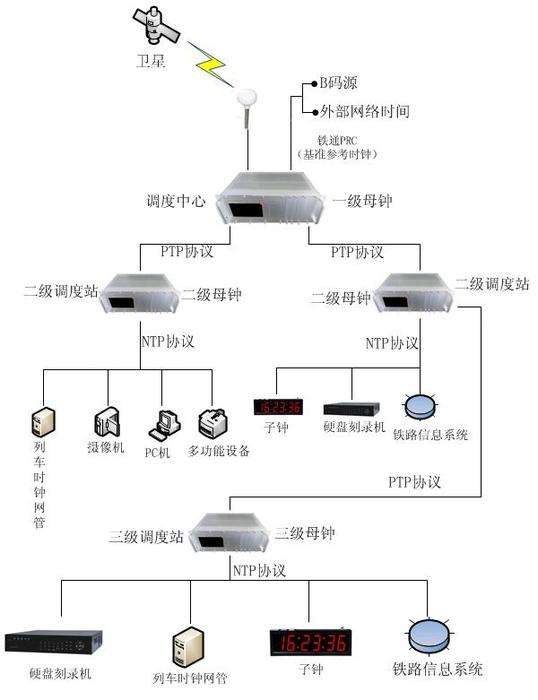 卫星
B码源
外部网络时间
铁通PRC
（基准参考时钟）
调度中心
一级母钟
PTP协议
PTP协议
二级调度站
二级母钟
二级母钟
二级调度站
NTP协议
NTP协议
16:23:36
列车时钟网管
摄像机
PC机
多功能设备
子钟
硬盘刻录机
铁路信息系统
PTP协议
三级调度站
三级母钟
NTP协议
16:23:36
硬盘刻录机
列车时钟网管
子钟
铁路信息系统